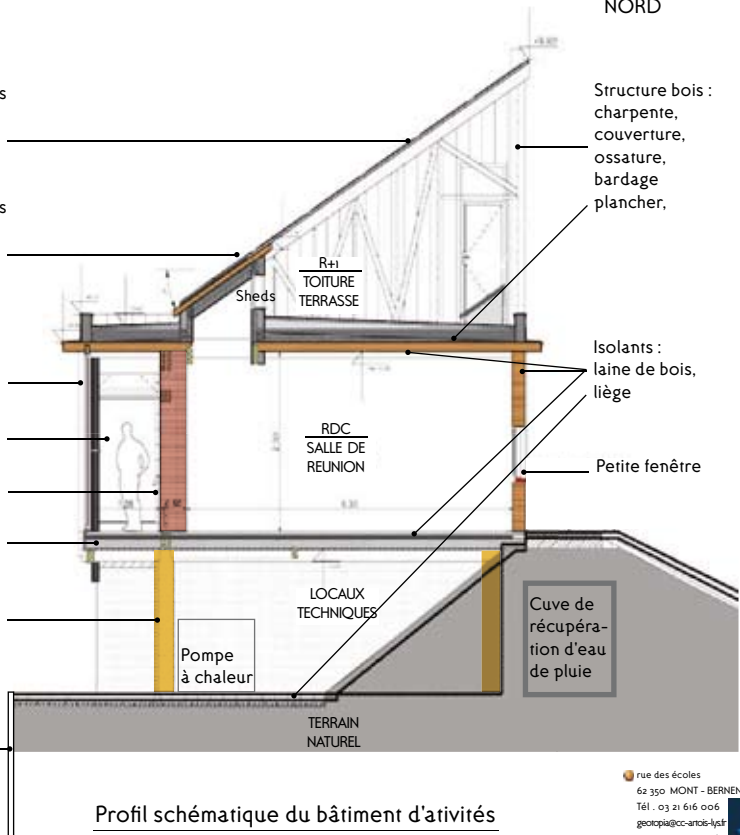 NORD
s
Structure bois :
charpente,
couverture,
ossature,
bardage
plancher,
s
R+1
TOITURE
TERRASSE
Sheds
Isolants :
laine de bois,
liège
RDC
SALLE DE
REUNION
Petite fenêtre
LOCAUX
TECHNIQUES
Cuve de
récupéra-
tion d'eau
de pluie
Pompe
à chaleur
TERRAIN
NATUREL
Profil schématique du bâtiment d'ativités
rue des écoles
62 350 MONT - BERNEN
Tél . 03 21 616 006
geotopia@cc-artois-lys.fr